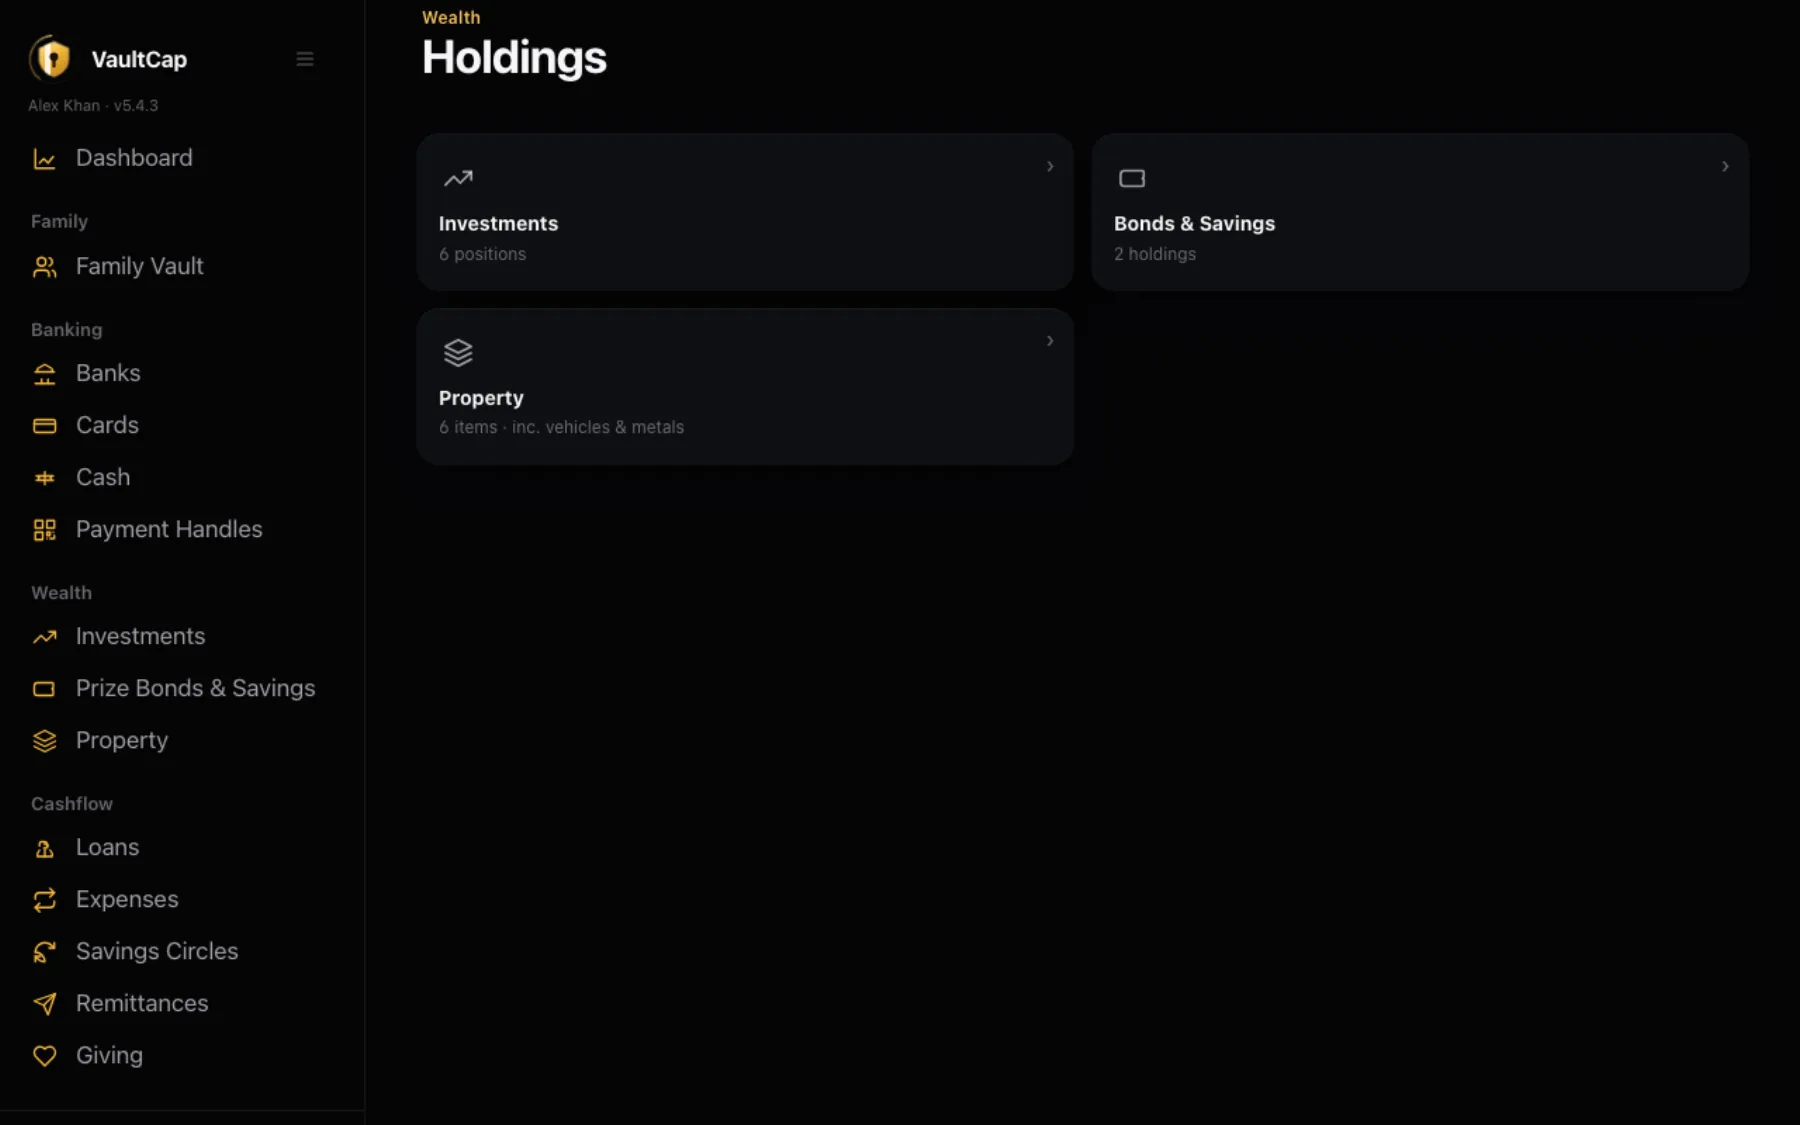 VaultCap
Alex Khan · v5.4.3
Dashboard
Family
Family Vault
Banking
Banks
Cards
Cash
Payment Handles
Wealth
Investments
Prize Bonds & Savings
Property
Cashflow
Loans
Expenses
Savings Circles
Remittances
Giving
Wealth
Holdings
Investments
6 positions
Bonds & Savings
2 holdings
Property
6 items · inc. vehicles & metals